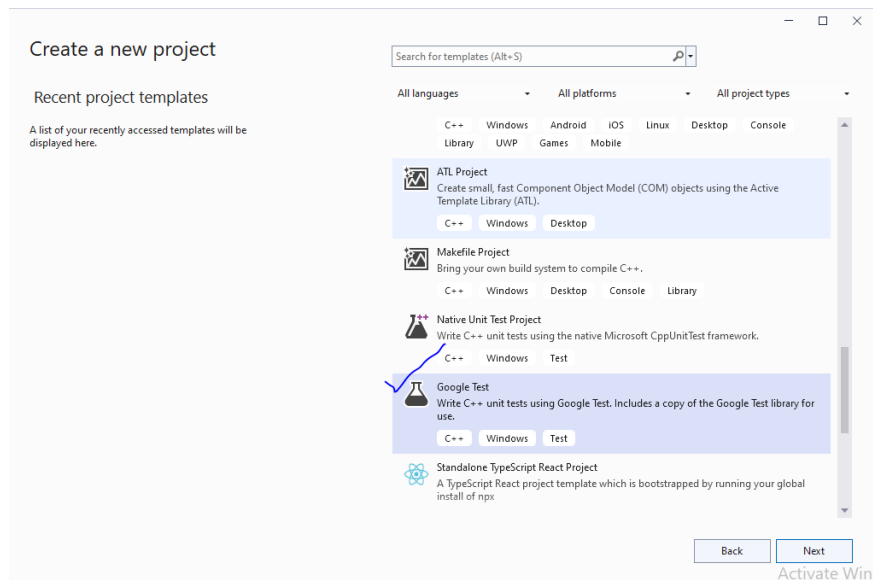 Create a new project
Recent project templates
A list of your recently accessed templates will be
displayed here.
Search for templates (Alt+S)
All languages All platforms All project types
C++ Windows Android iOS Linux Desktop Console
Library UWP Games Mobile
ATL Project
Create small, fast Component Object Model (COM) objects using the Active
Template Library (ATL).
C++ Windows Desktop
Makefile Project
Bring your own build system to compile C++.
C++ Windows Desktop Console Library
Native Unit Test Project
Write C++ unit tests using the native Microsoft CppUnitTest framework.
C++ Windows Test
Google Test
Write C++ unit tests using Google Test. Includes a copy of the Google Test library for
use.
C++ Windows Test
Standalone TypeScript React Project
A TypeScript React project template which is bootstrapped by running your global
install of npx
Back Next
Activate Win